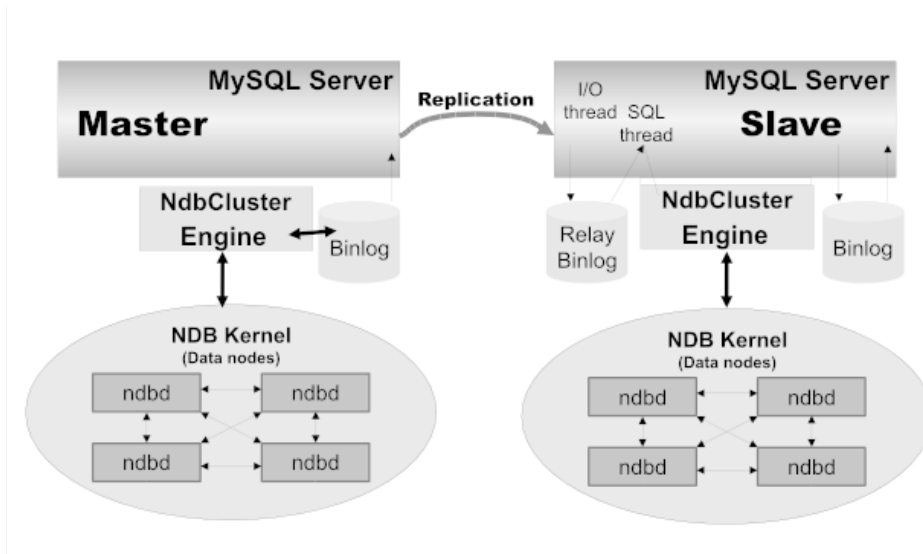 MySQL Server
Master
Replication
MySQL Server
Slave
I/O
thread
SQL
thread
NdbCluster
Engine
Binlog
Relay
Binlog
NdbCluster
Engine
Binlog
NDB Kernel
(Data nodes)
ndbd
ndbd
ndbd
ndbd
NDB Kernel
(Data nodes)
ndbd
ndbd
ndbd
ndbd